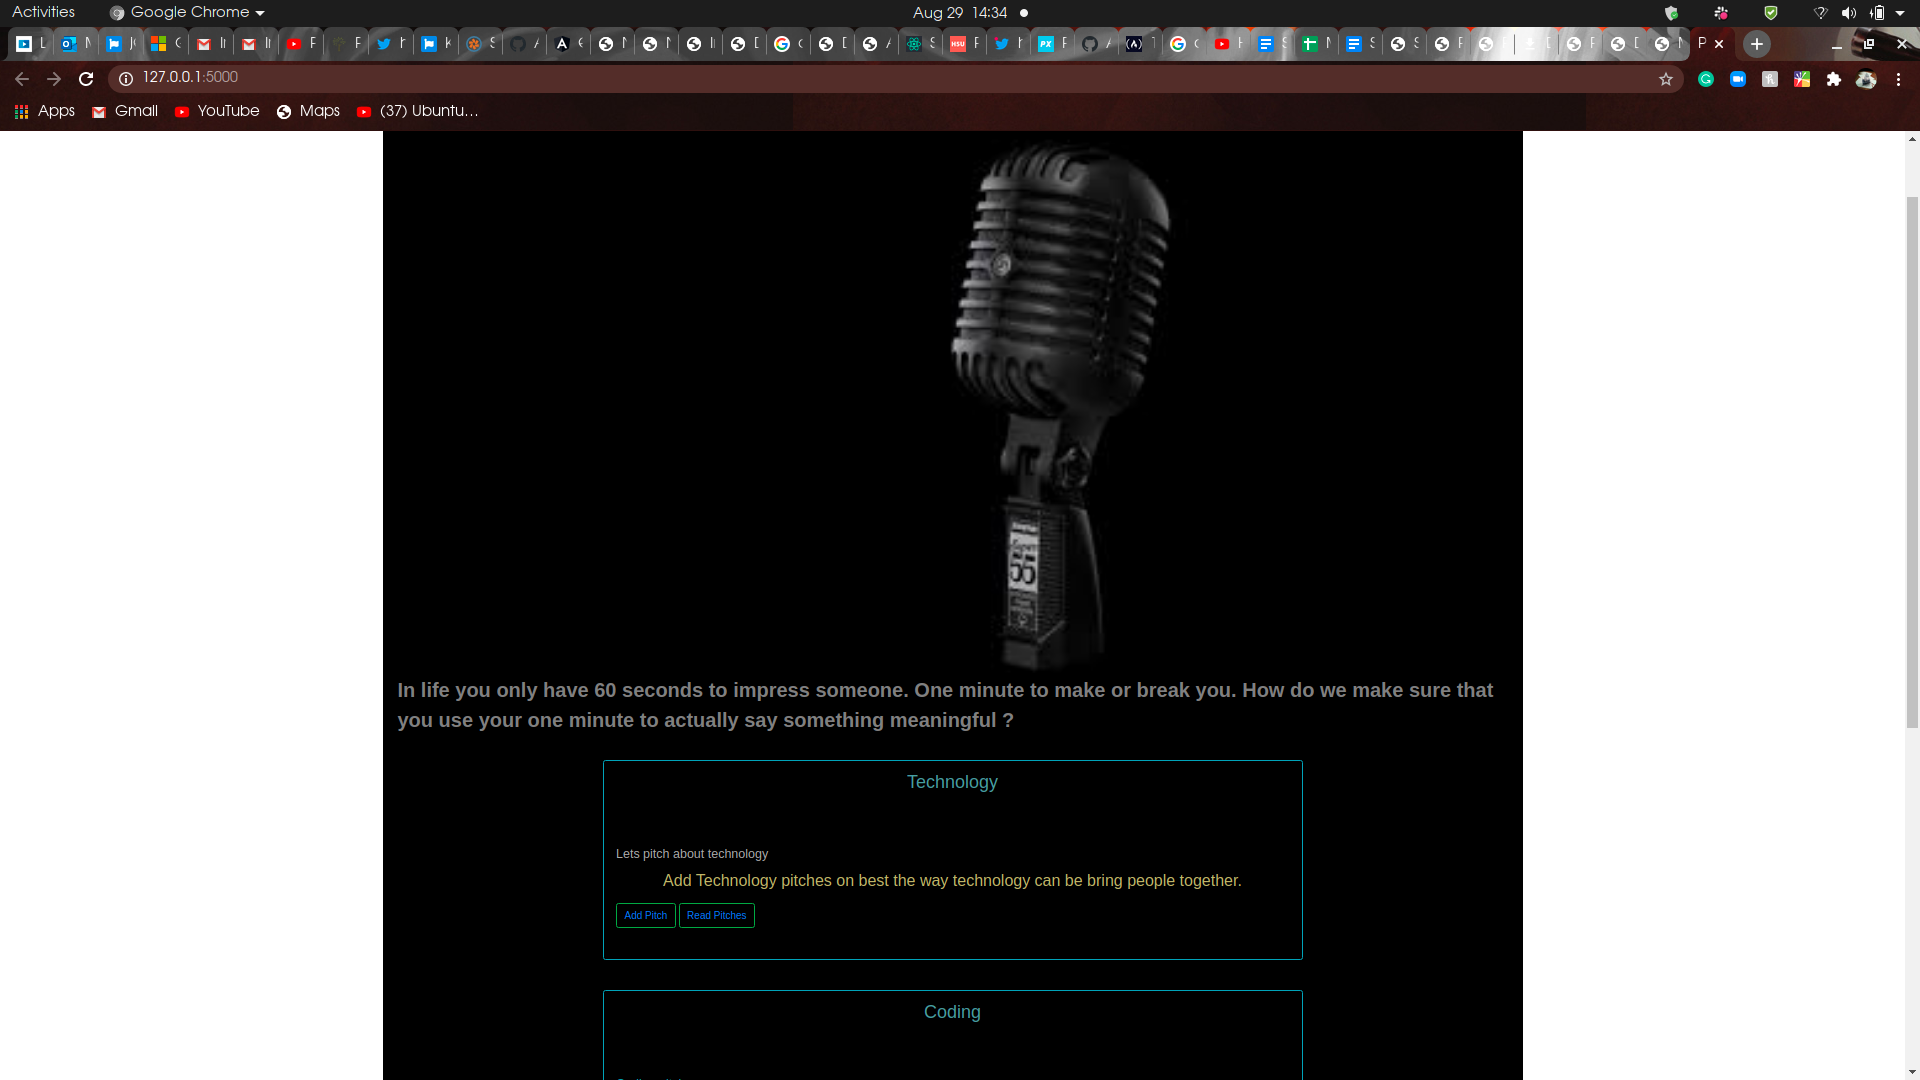 Activities
Google Chrome
Aug 29 14:34
127.0.0.1:5000
Apps
Gmail
YouTube
Maps
(37) Ubuntu…
55
In life you only have 60 seconds to impress someone. One minute to make or break you. How do we make sure that
you use your one minute to actually say something meaningful ?
Technology
Lets pitch about technology
Add Technology pitches on best the way technology can be bring people together.
Add Pitch
Read Pitches
Coding